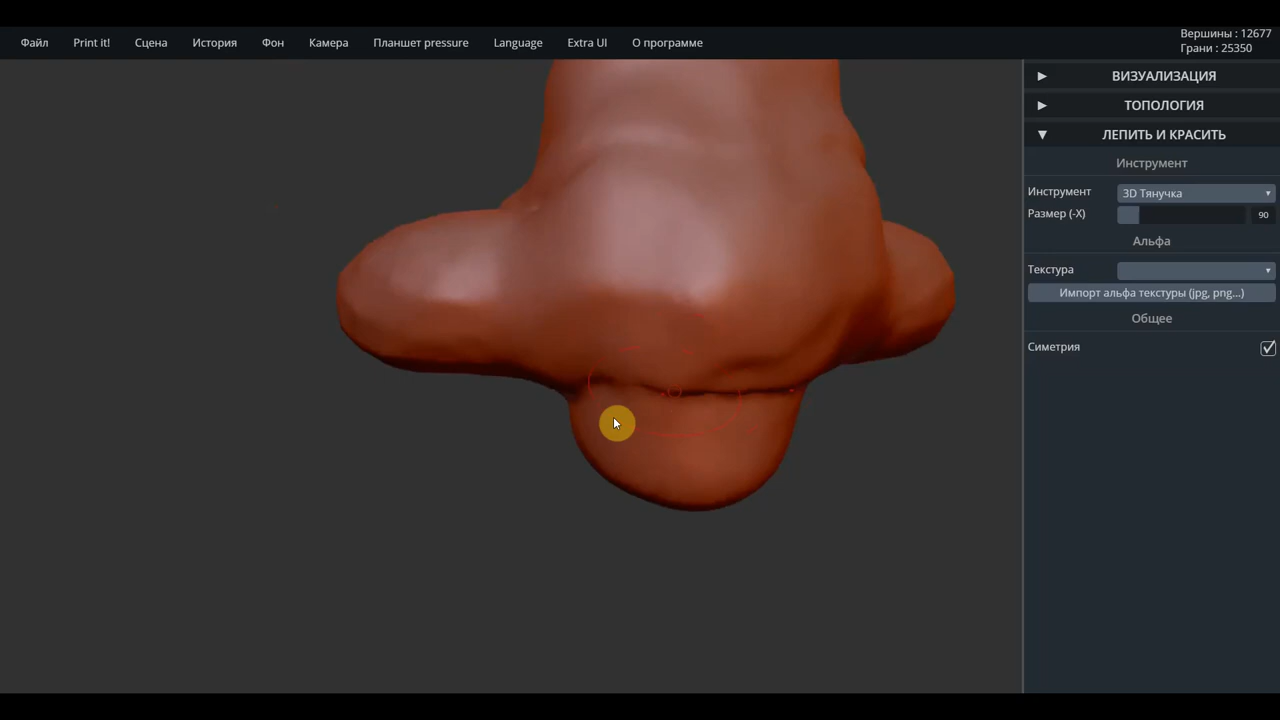 Файл Print it! Сцена История Фон Камера Планшет pressure Language Extra UI О программе
Вершины : 12677
Грани : 25350
ВИЗУАЛИЗАЦИЯ
ТОПОЛОГИЯ
ЛЕПИТЬ И КРАСИТЬ
Инструмент
Инструмент 3D Тянучка
Размер (-X) 90
Альфа
Текстура
Импорт альфа текстуры (jpg, png...)
Общее
Симетрия